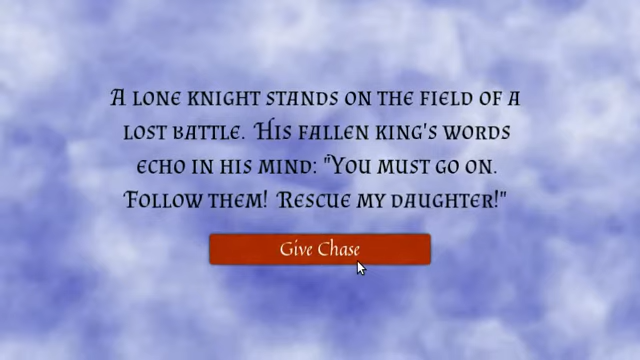 A lone knight stands on the field of a
lost battle. His fallen king's words
echo in his mind: "You must go on.
Follow them! Rescue my daughter!"
Give Chase